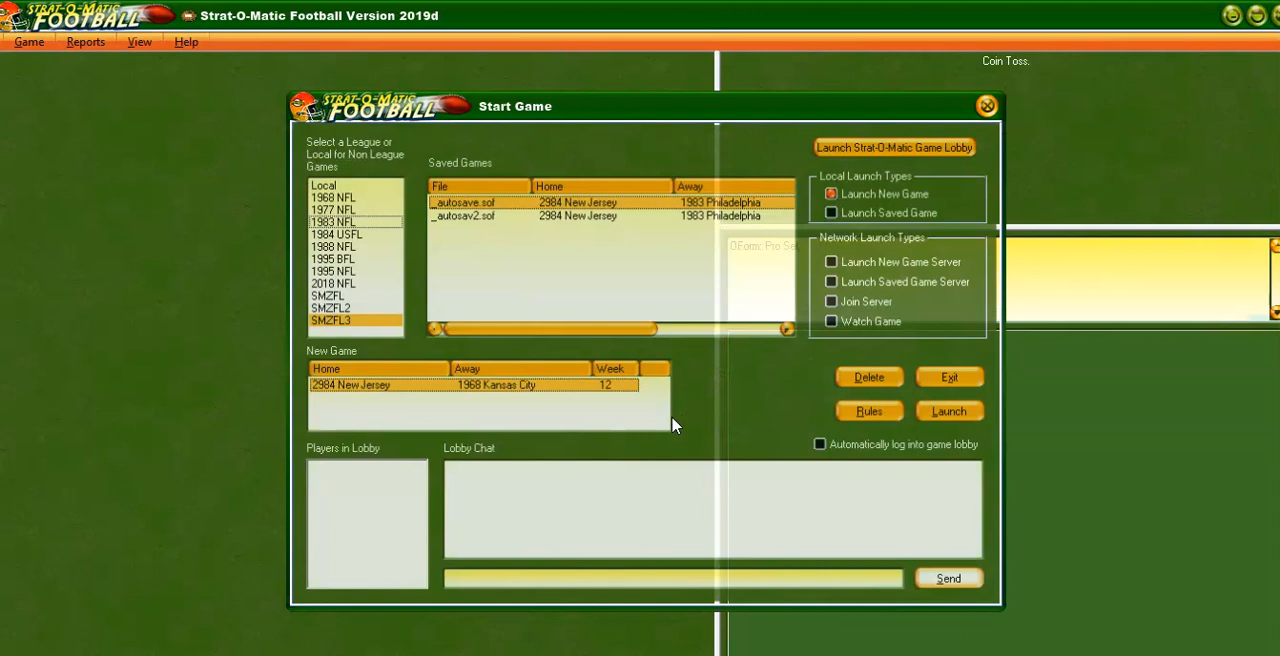 STRAT-O-MATIC
FOOTBALL
Strat-O-Matic Football Version 2019d
Game Reports View Help
Coin Toss.
STRAT-O-MATIC
FOOTBALL
Start Game
Select a League or
Local for Non League
Games
Local
1968 NFL
1977 NFL
1983 NFL
1984 USFL
1988 NFL
1995 BFL
1995 NFL
2018 NFL
SMZFL
SMZFL2
SMZFL3
Saved Games
File Home Away
_autosave.sof 2984 New Jersey 1983 Philadelphia
_autosav2.sof 2984 New Jersey 1983 Philadelphia
OForm: Pro Set
Launch Strat-O-Matic Game Lobby
Local Launch Types
Launch New Game
Launch Saved Game
Network Launch Types
Launch New Game Server
Launch Saved Game Server
Join Server
Watch Game
New Game
Home Away Week
2984 New Jersey 1968 Kansas City 12
Delete Exit
Rules Launch
Automatically log into game lobby
Players in Lobby
Lobby Chat
Send